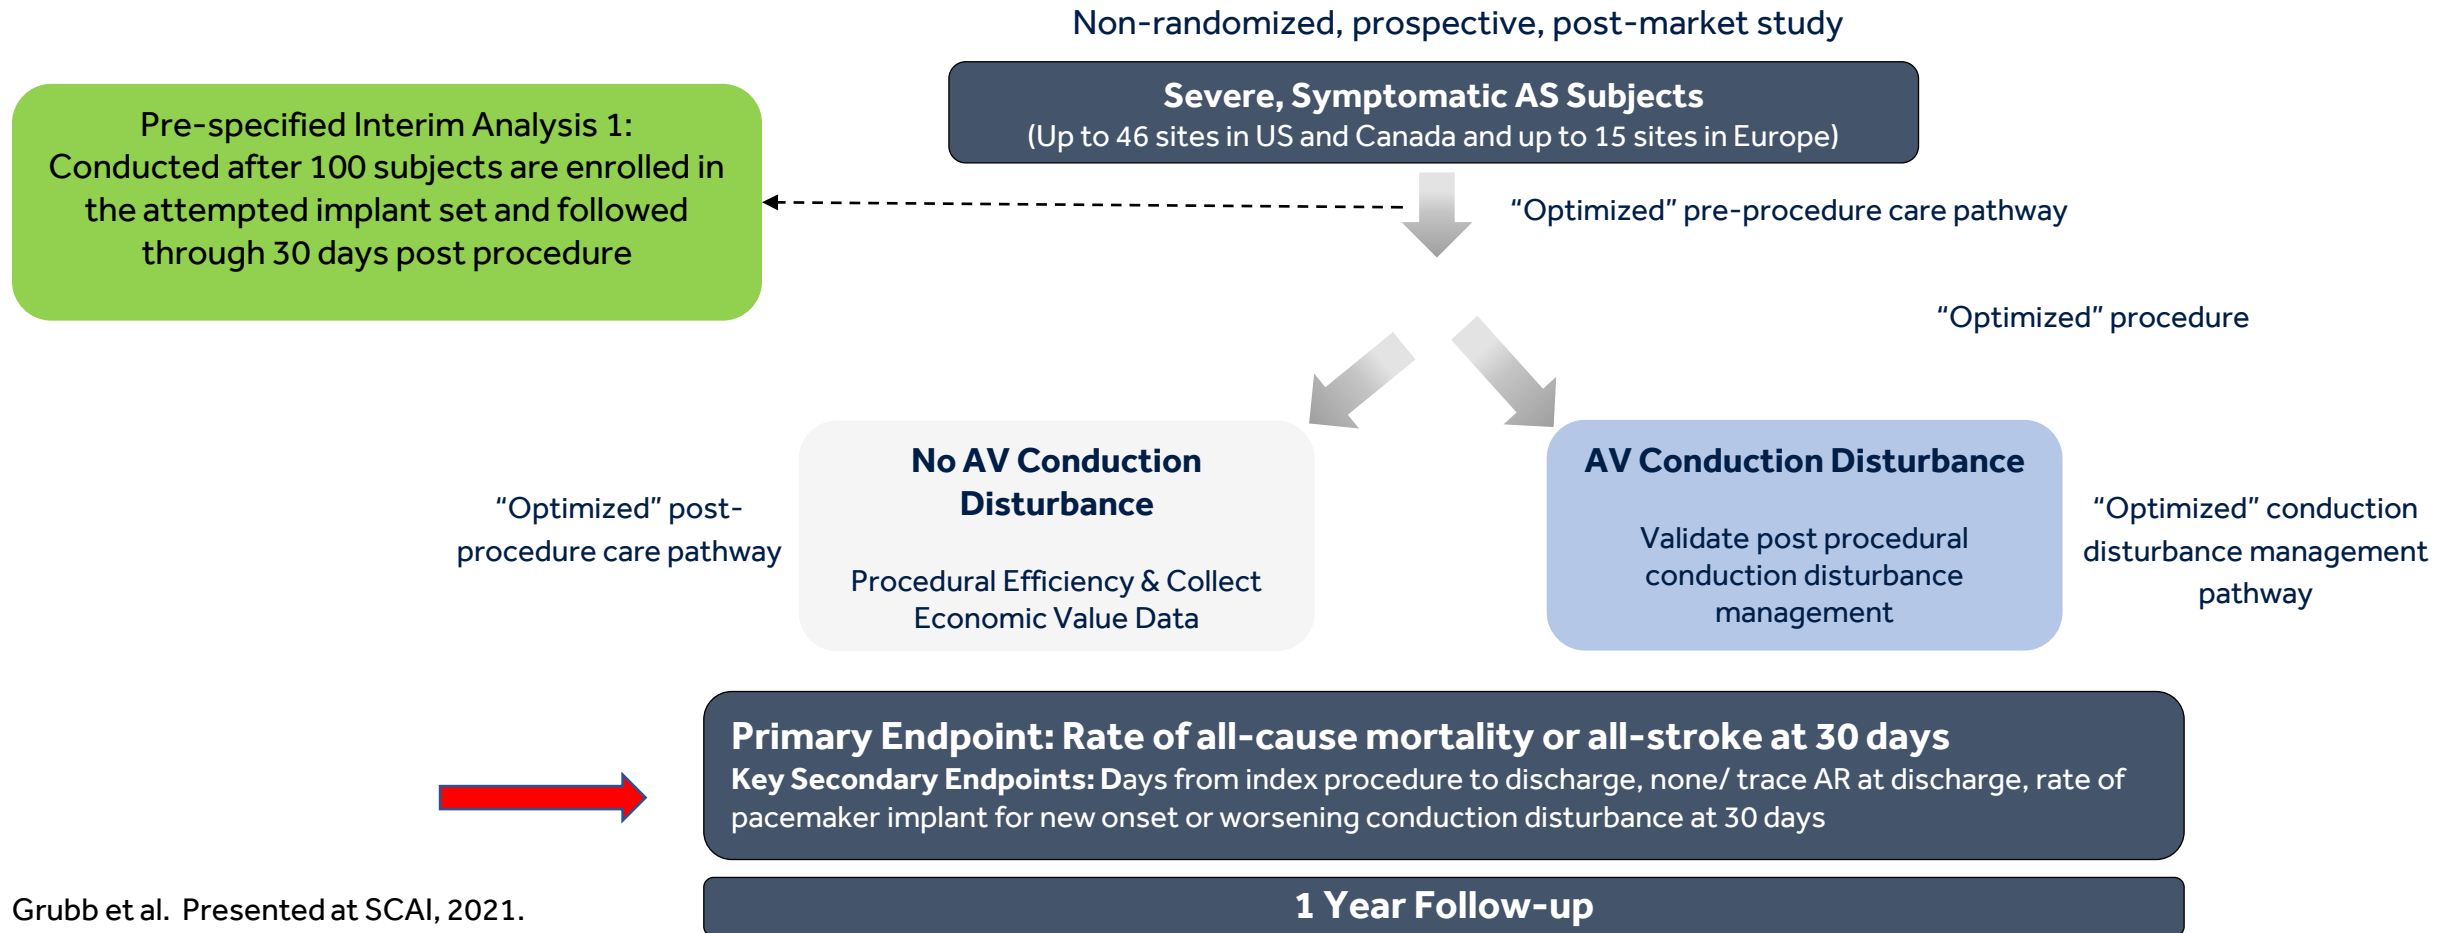 Non-randomized, prospective, post-market study
Severe, Symptomatic AS Subjects
(Up to 46 sites in US and Canada and up to 15 sites in Europe)
Pre-specified Interim Analysis 1:
Conducted after 100 subjects are enrolled in
the attempted implant set and followed
through 30 days post procedure
“Optimized” pre-procedure care pathway
“Optimized” procedure
“Optimized” post-
procedure care pathway
No AV Conduction
Disturbance
Procedural Efficiency & Collect
Economic Value Data
AV Conduction Disturbance
Validate post procedural
conduction disturbance
management
“Optimized” conduction
disturbance management
pathway
Primary Endpoint: Rate of all-cause mortality or all-stroke at 30 days
Key Secondary Endpoints: Days from index procedure to discharge, none/ trace AR at discharge, rate of
pacemaker implant for new onset or worsening conduction disturbance at 30 days
1 Year Follow-up
Grubb et al. Presented at SCAI, 2021.